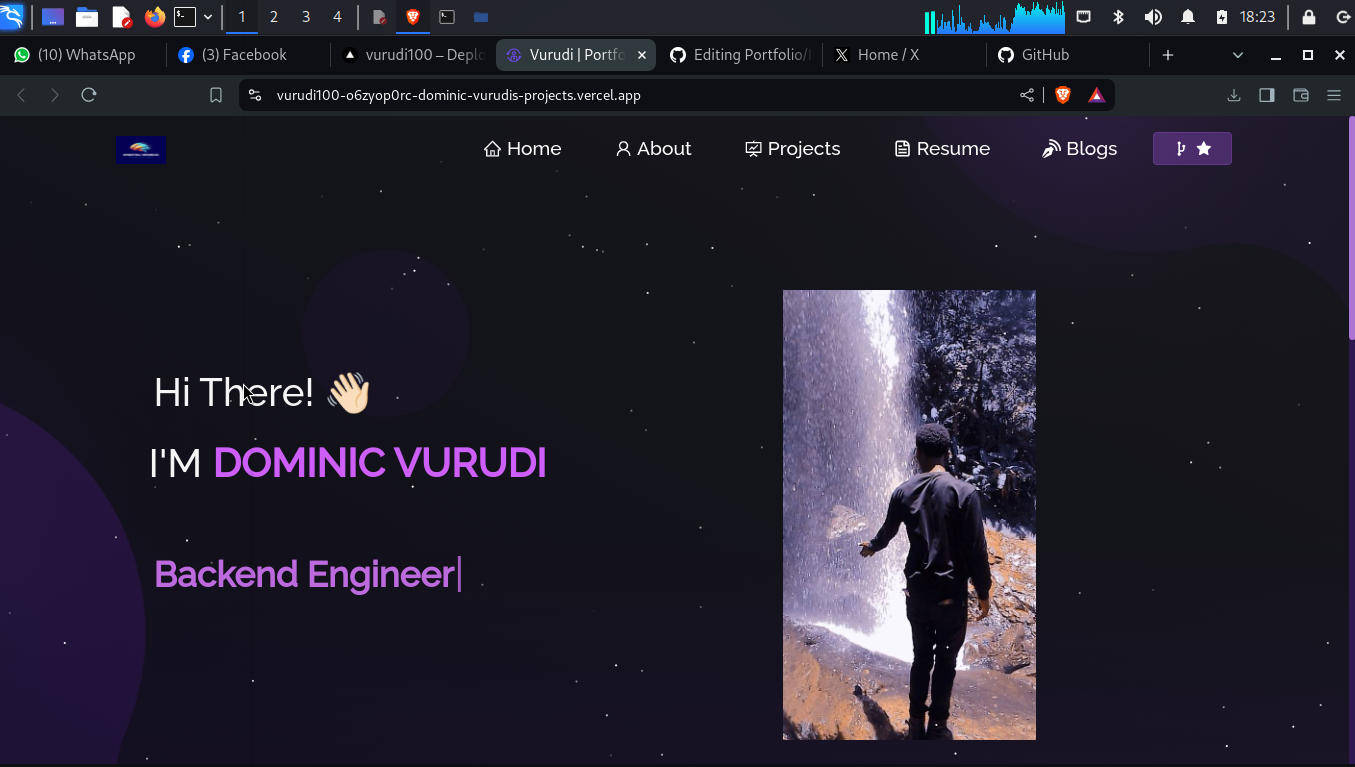 1 2 3 4 18:23
(10) WhatsApp
(3) Facebook
vurudi100 – Deplo
Vurudi | Portfo
Editing Portfolio/
Home / X
GitHub
vurudi100-o6zyop0rc-dominic-vurudis-projects.vercel.app
Home About Projects Resume Blogs
Hi There! 👋🏻
I'M DOMINIC VURUDI
Backend Engineer|